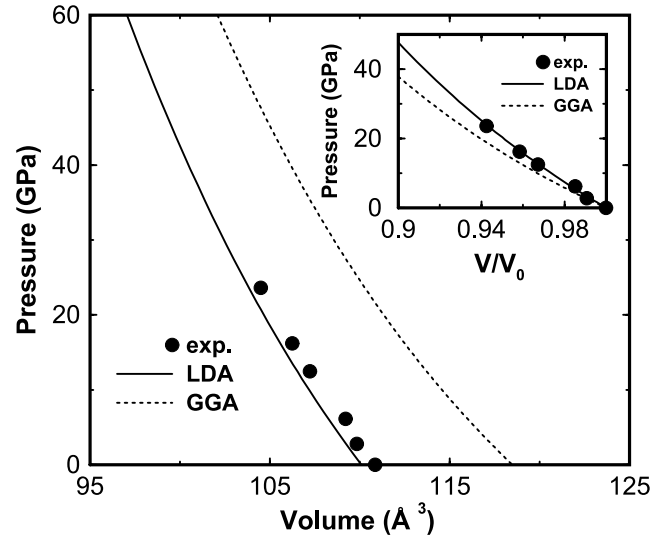 60
40
20
0
Pressure (GPa)
95
105
115
125
Volume (Å ³)
exp.
LDA
GGA
40
20
0
Pressure (GPa)
0.9
0.94
0.98
V/V₀
exp.
LDA
GGA